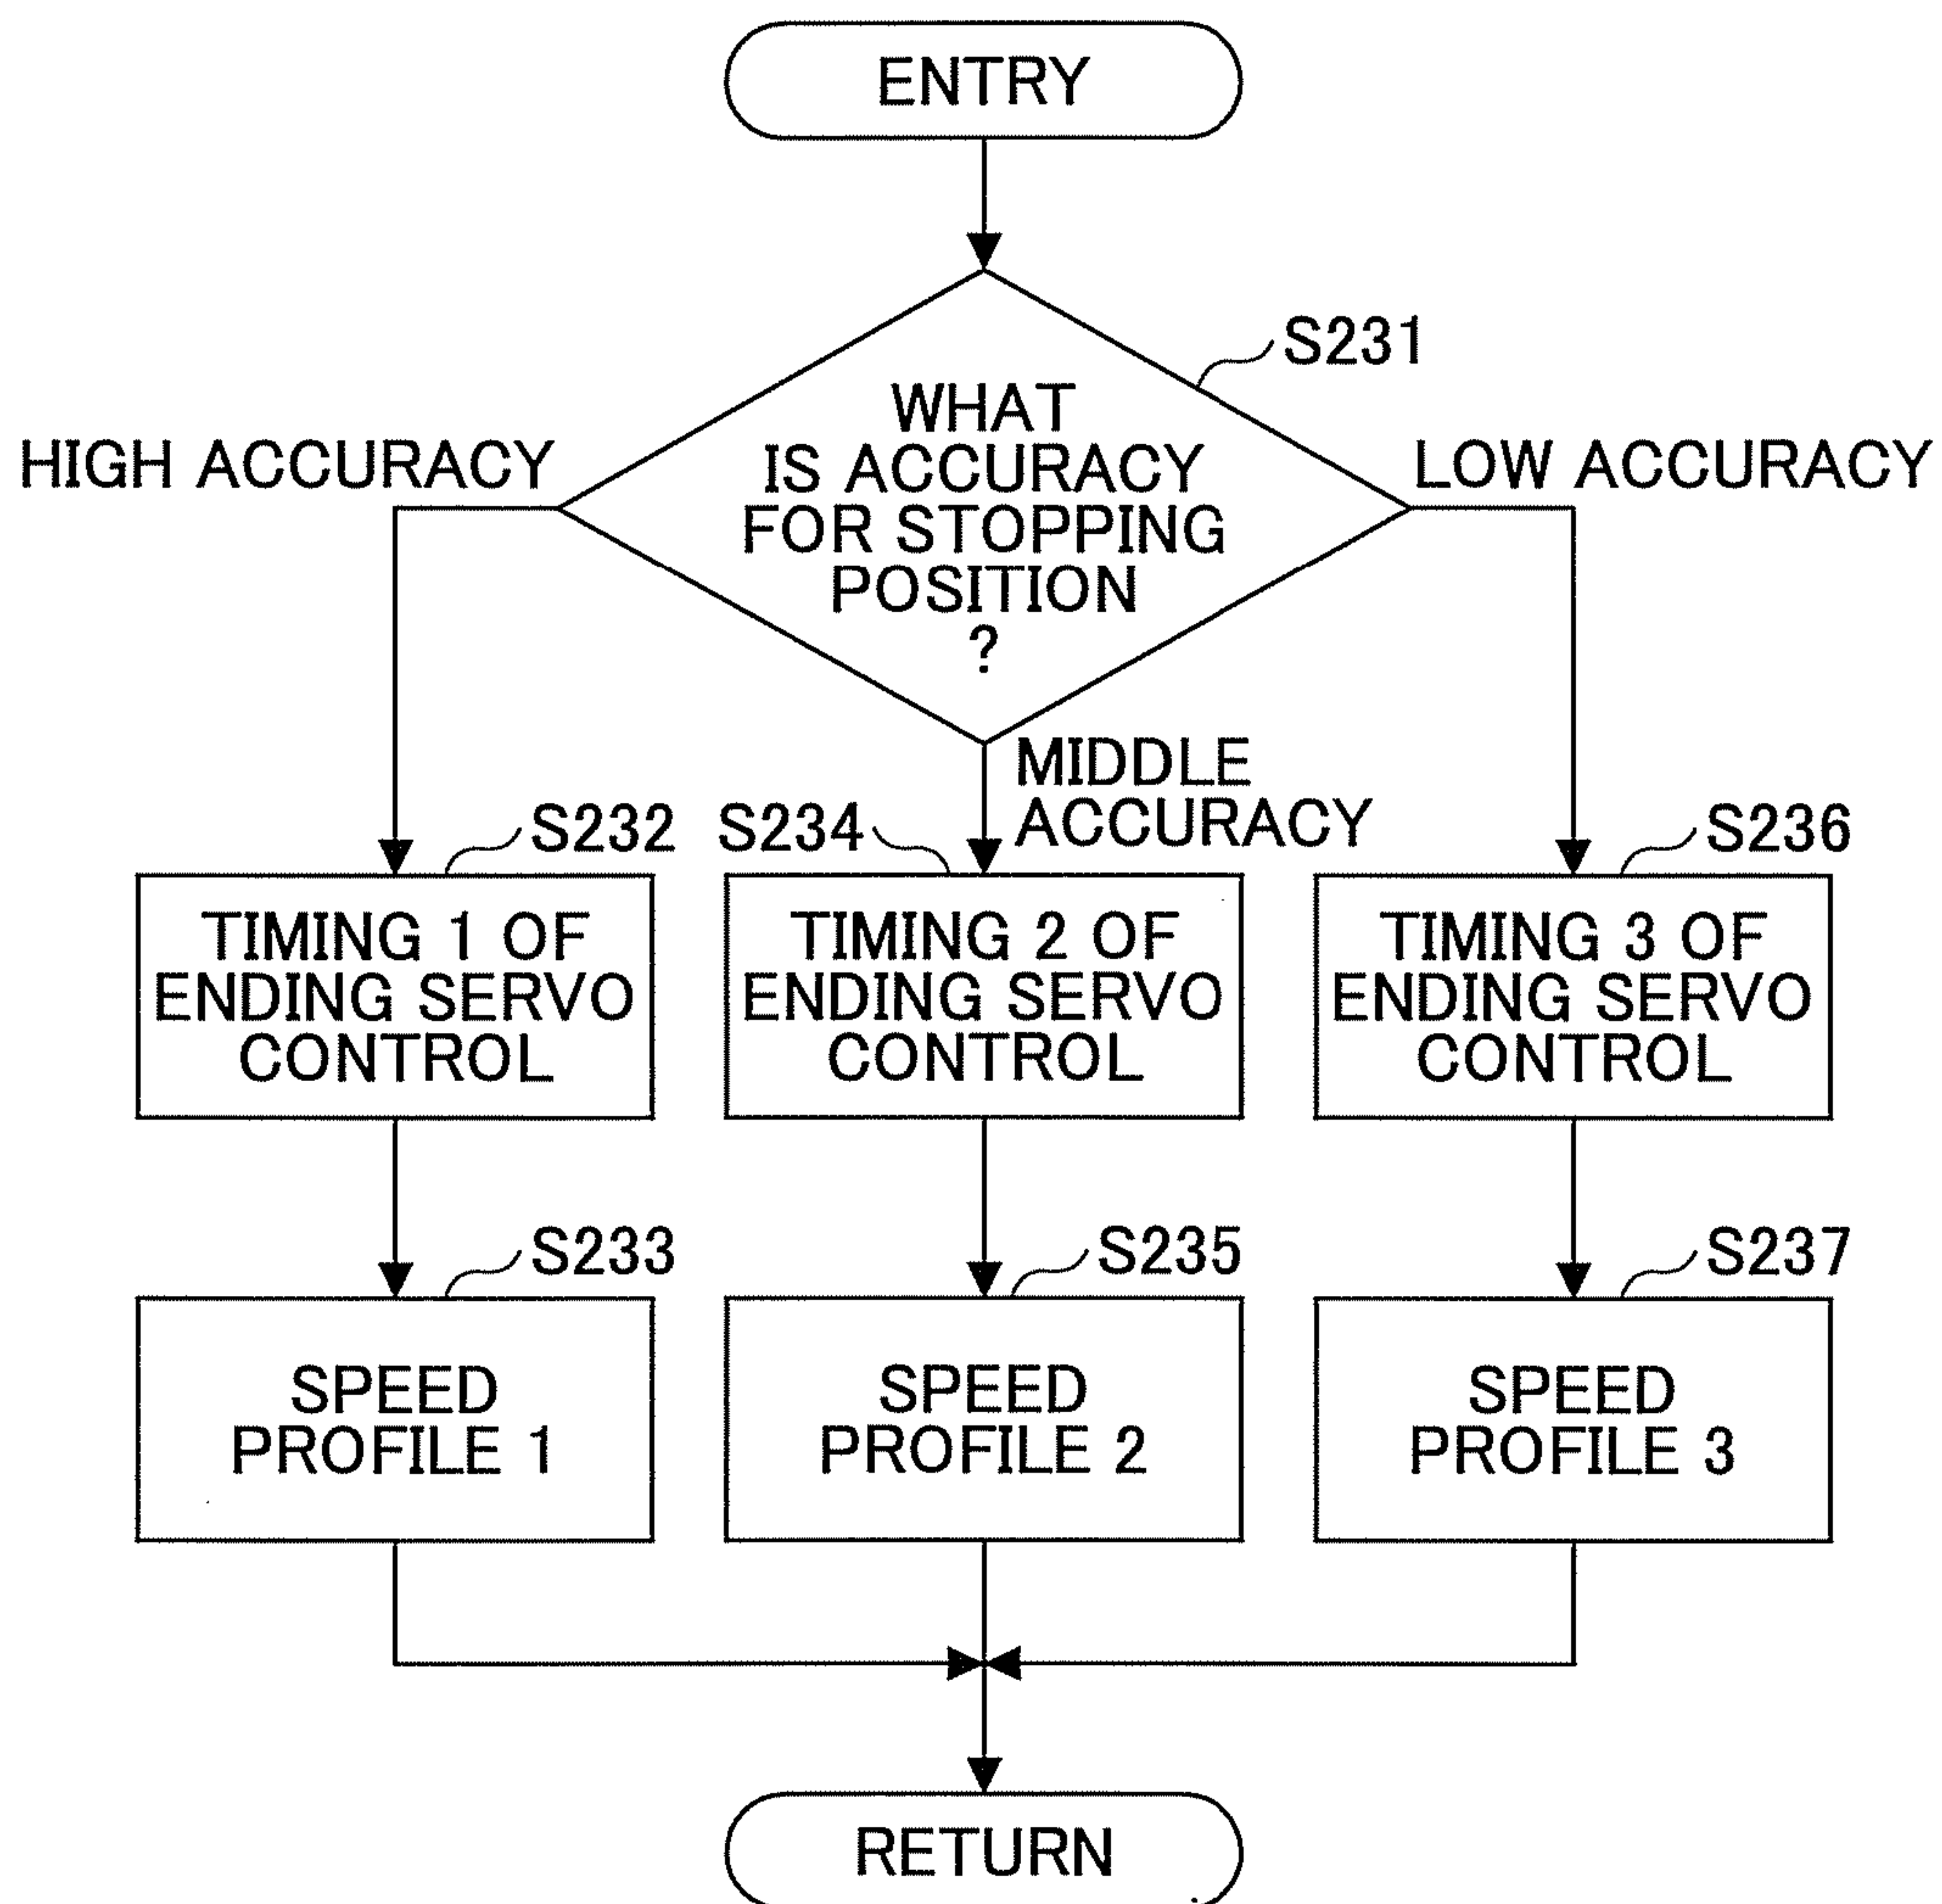 ENTRY
S231
WHAT
IS ACCURACY
FOR STOPPING
POSITION
?
HIGH ACCURACY
LOW ACCURACY
MIDDLE
ACCURACY
S232
TIMING 1 OF
ENDING SERVO
CONTROL
S234
TIMING 2 OF
ENDING SERVO
CONTROL
S236
TIMING 3 OF
ENDING SERVO
CONTROL
S233
SPEED
PROFILE 1
S235
SPEED
PROFILE 2
S237
SPEED
PROFILE 3
RETURN